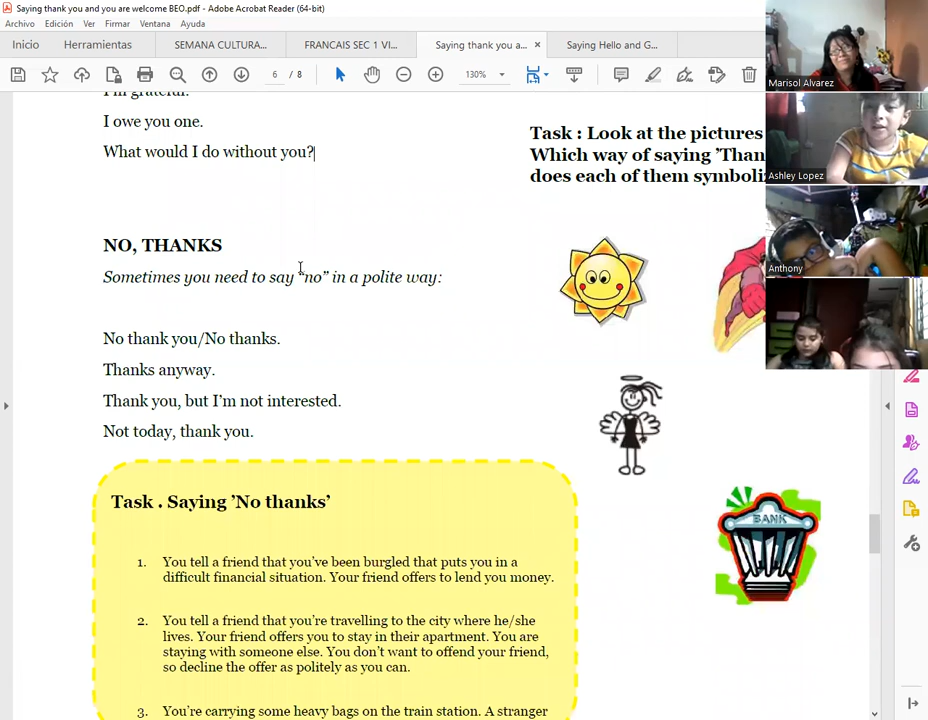 Saying thank you and you are welcome BEO.pdf - Adobe Acrobat Reader (64-bit)
Archivo Edición Ver Firmar Ventana Ayuda
Inicio Herramientas SEMANA CULTURA... FRANCAIS SEC 1 VI... Saying thank you a... × Saying Hello and G...
6 / 8 130%
I'm grateful.
I owe you one.
What would I do without you?
Task : Look at the pictures
Which way of saying ’Than
does each of them symboli
NO, THANKS
Sometimes you need to say “no” in a polite way:
No thank you/No thanks.
Thanks anyway.
Thank you, but I’m not interested.
Not today, thank you.
Task . Saying ’No thanks’
1. You tell a friend that you’ve been burgled that puts you in a
difficult financial situation. Your friend offers to lend you money.
2. You tell a friend that you’re travelling to the city where he/she
lives. Your friend offers you to stay in their apartment. You are
staying with someone else. You don’t want to offend your friend,
so decline the offer as politely as you can.
3. You’re carrying some heavy bags on the train station. A stranger
BANK
Marisol Alvarez
Ashley Lopez
Anthony